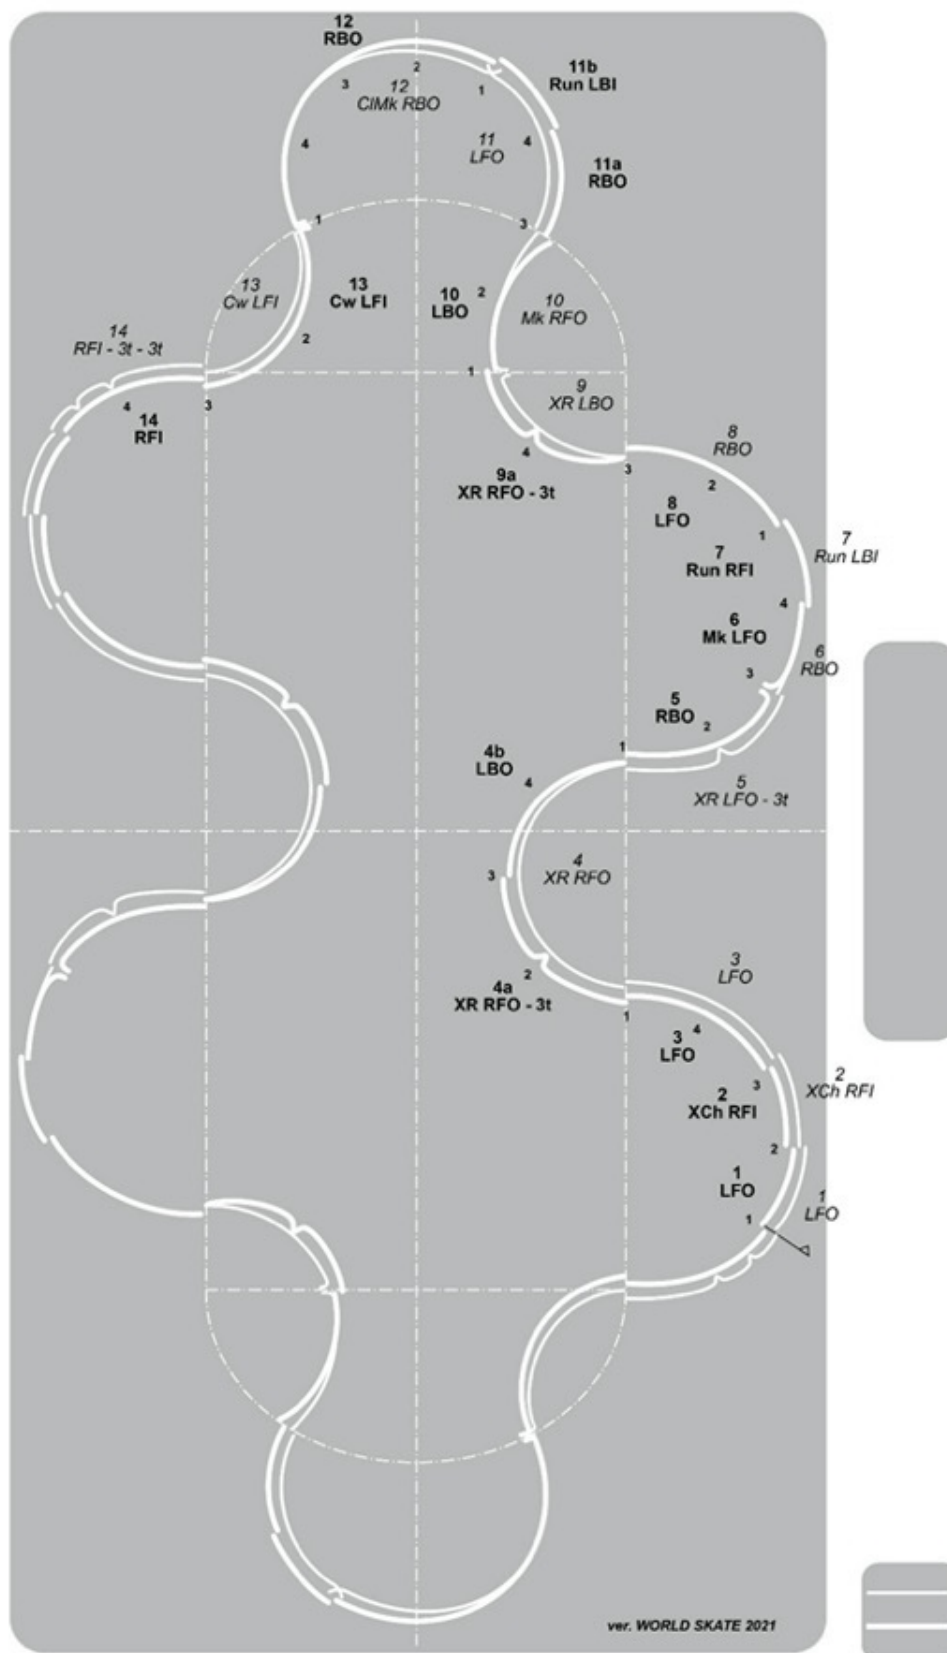 12
RBO
11b
Run LBI
2
3
12
ClMk RBO
1
4
11
LFO
4
11a
RBO
1
3
13
Cw LFI
13
Cw LFI
10
LBO
2
10
Mk RFO
2
14
RFI - 3t - 3t
1
9
XR LBO
4
3
14
RFI
8
RBO
4
3
9a
XR RFO - 3t
2
8
LFO
1
7
Run LBI
7
Run RFI
4
6
Mk LFO
6
RBO
3
5
RBO
2
1
4b
LBO
4
5
XR LFO - 3t
4
XR RFO
3
3
LFO
2
4a
XR RFO - 3t
1
4
3
LFO
2
XCh RFI
3
2
XCh RFI
2
1
LFO
1
LFO
1
ver. WORLD SKATE 2021